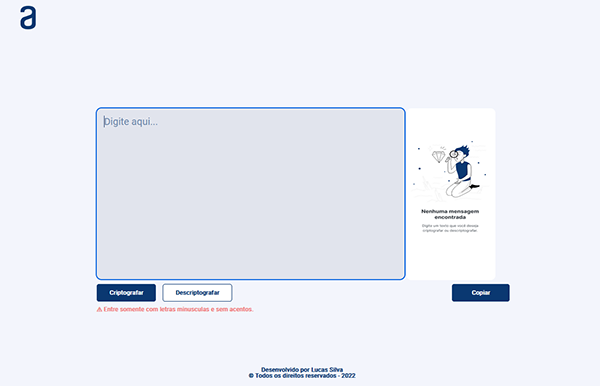 a
Digite aqui...
Nenhuma mensagem
encontrada
Digite um texto que você deseja
criptografar ou descriptografar.
Criptografar
Descriptografar
Copiar
⚠ Entre somente com letras minusculas e sem acentos.
Desenvolvido por Lucas Silva
© Todos os direitos reservados - 2022